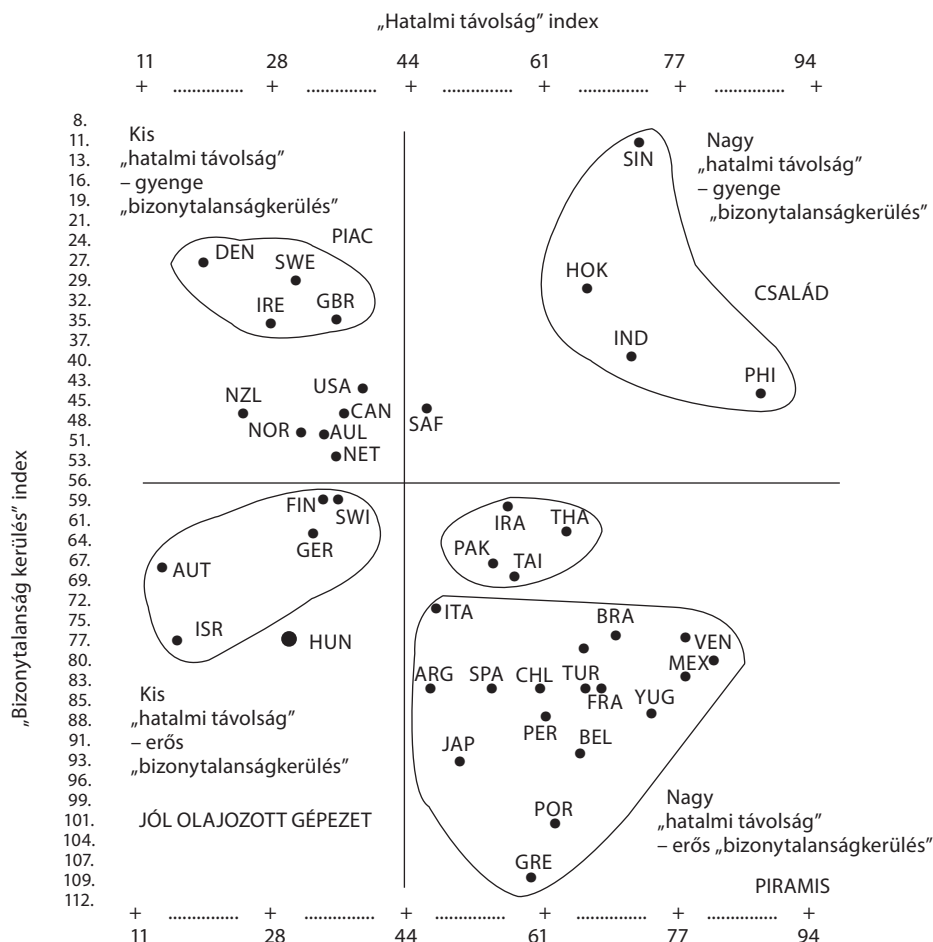 „Hatalmi távolság” index
11 28 44 61 77 94
+ .............. + .............. + .............. + .............. + .............. +
„Bizonytalanság kerülés” index
8.
11.
13.
16.
19.
21.
24.
27.
29.
32.
35.
37.
40.
43.
45.
48.
51.
53.
56.
59.
61.
64.
67.
69.
72.
75.
77.
80.
83.
85.
88.
91.
93.
96.
99.
101.
104.
107.
109.
112.
Kis
„hatalmi távolság”
– gyenge
„bizonytalanságkerülés”
PIAC
DEN
SWE
IRE
GBR
USA
NZL
CAN
NOR
AUL
NET
SAF
Nagy
„hatalmi távolság”
– gyenge
„bizonytalanságkerülés”
CSALÁD
SIN
HOK
IND
PHI
FIN
SWI
GER
AUT
ISR
HUN
Kis
„hatalmi távolság”
– erős
„bizonytalanságkerülés”
JÓL OLAJOZOTT GÉPEZET
IRA
THA
PAK
TAI
ITA
BRA
VEN
MEX
ARG
SPA
CHL
TUR
FRA
YUG
PER
BEL
JAP
POR
GRE
Nagy
„hatalmi távolság”
– erős „bizonytalanságkerülés”
PIRAMIS
+ .............. + .............. + .............. + .............. + .............. +
11 28 44 61 77 94